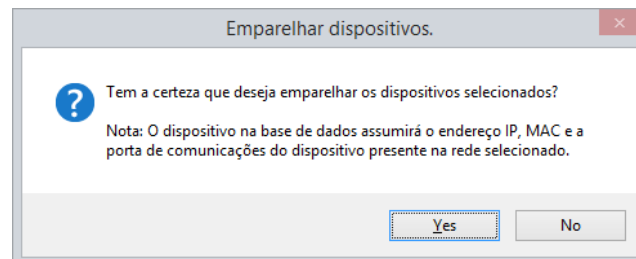 Emparelhar dispositivos.
Tem a certeza que deseja emparelhar os dispositivos selecionados?
Nota: O dispositivo na base de dados assumirá o endereço IP, MAC e a
porta de comunicações do dispositivo presente na rede selecionado.
Yes
No